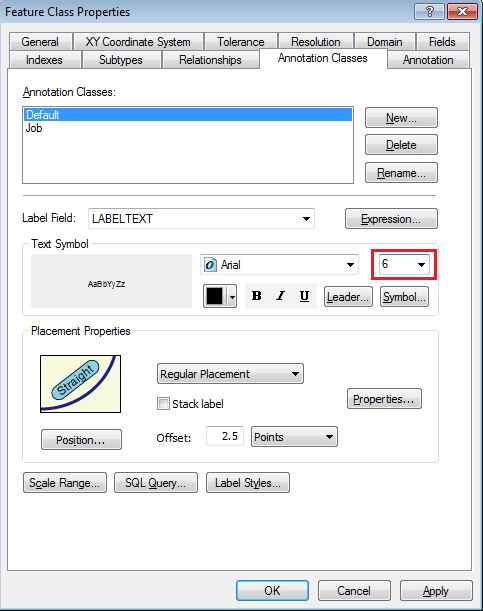 Feature Class Properties
?
General XY Coordinate System Tolerance Resolution Domain Fields
Indexes Subtypes Relationships Annotation Classes Annotation
Annotation Classes:
Default
Job
New...
Delete
Rename...
Label Field: LABELTEXT Expression...
Text Symbol
AaBbYyZz
Arial 6
B I U Leader... Symbol...
Placement Properties
Straight
Regular Placement
Stack label
Properties...
Position... Offset: 2.5 Points
Scale Range... SQL Query... Label Styles...
OK Cancel Apply